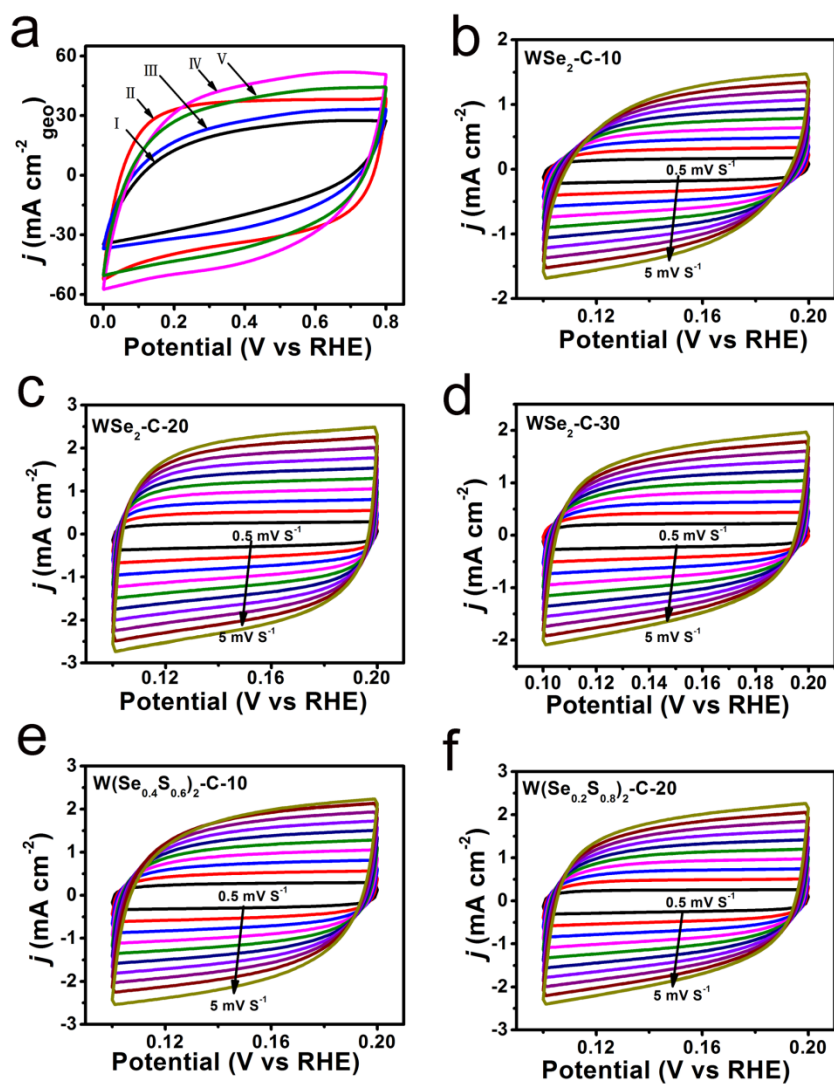 a
j (mA cm⁻²geo)
60
30
0
-30
-60
I
II
III
IV
V
0.0 0.2 0.4 0.6 0.8
Potential (V vs RHE)
b
WSe₂-C-10
j (mA cm⁻²)
2
1
0
-1
-2
0.5 mV S⁻¹
5 mV S⁻¹
0.12 0.16 0.20
Potential (V vs RHE)
c
WSe₂-C-20
j (mA cm⁻²)
3
2
1
0
-1
-2
-3
0.5 mV S⁻¹
5 mV S⁻¹
0.12 0.16 0.20
Potential (V vs RHE)
d
WSe₂-C-30
j (mA cm⁻²)
2
1
0
-1
-2
0.5 mV S⁻¹
5 mV S⁻¹
0.10 0.12 0.14 0.16 0.18 0.20
Potential (V vs RHE)
e
W(Se₀.₄S₀.₆)₂-C-10
j (mA cm⁻²)
3
2
1
0
-1
-2
-3
0.5 mV S⁻¹
5 mV S⁻¹
0.12 0.16 0.20
Potential (V vs RHE)
f
W(Se₀.₂S₀.₈)₂-C-20
j (mA cm⁻²)
3
2
1
0
-1
-2
-3
0.5 mV S⁻¹
5 mV S⁻¹
0.12 0.16 0.20
Potential (V vs RHE)